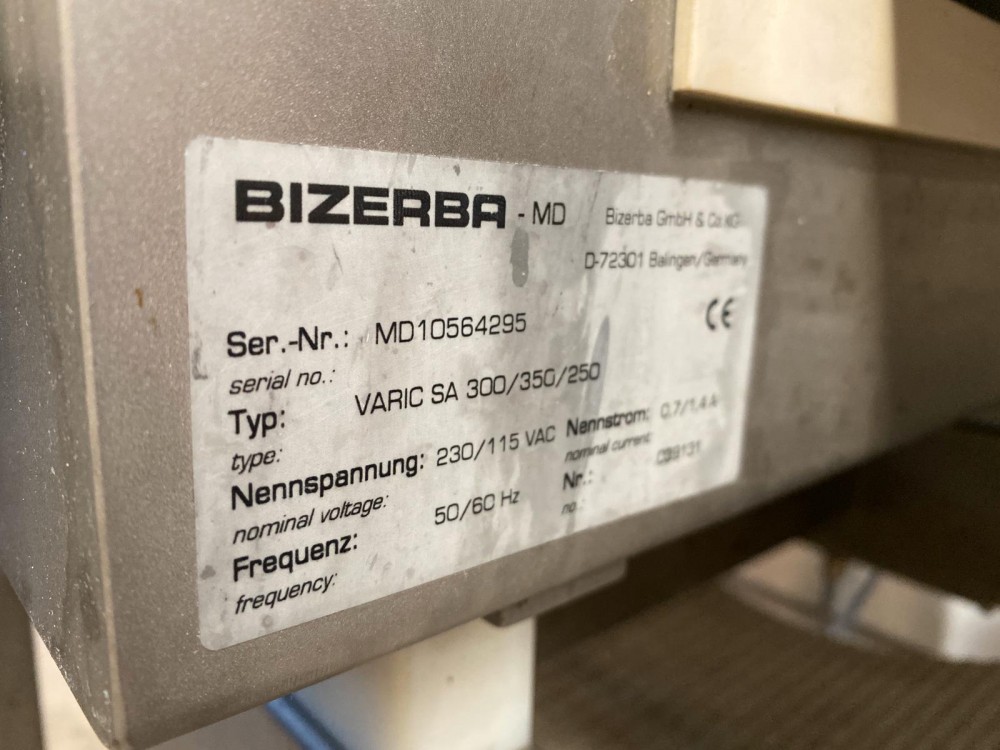 BIZERBA - MD Bizerba GmbH & Co. KG
D-72301 Balingen/Germany
CE
Ser.-Nr.: MD10564295
serial no.:
Typ: VARIC SA 300/350/250
type:
Nennspannung: 230/115 VAC Nennstrom: 0,7/1,4 A
nominal voltage: nominal current:
Frequenz: 50/60 Hz Nr.:
frequency: no.: